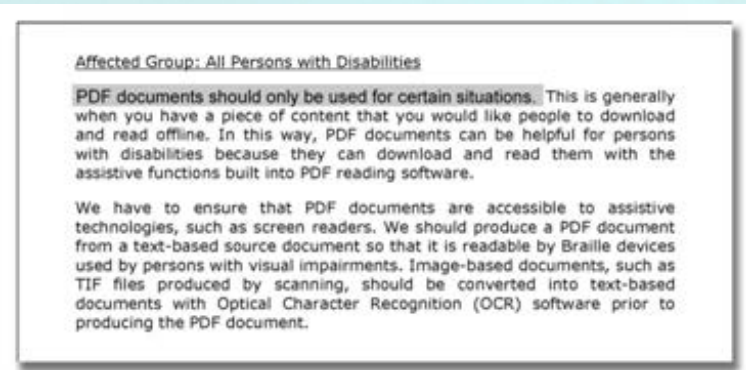 Affected Group: All Persons with Disabilities
PDF documents should only be used for certain situations. This is generally
when you have a piece of content that you would like people to download
and read offline. In this way, PDF documents can be helpful for persons
with disabilities because they can download and read them with the
assistive functions built into PDF reading software.
We have to ensure that PDF documents are accessible to assistive
technologies, such as screen readers. We should produce a PDF document
from a text-based source document so that it is readable by Braille devices
used by persons with visual impairments. Image-based documents, such as
TIF files produced by scanning, should be converted into text-based
documents with Optical Character Recognition (OCR) software prior to
producing the PDF document.